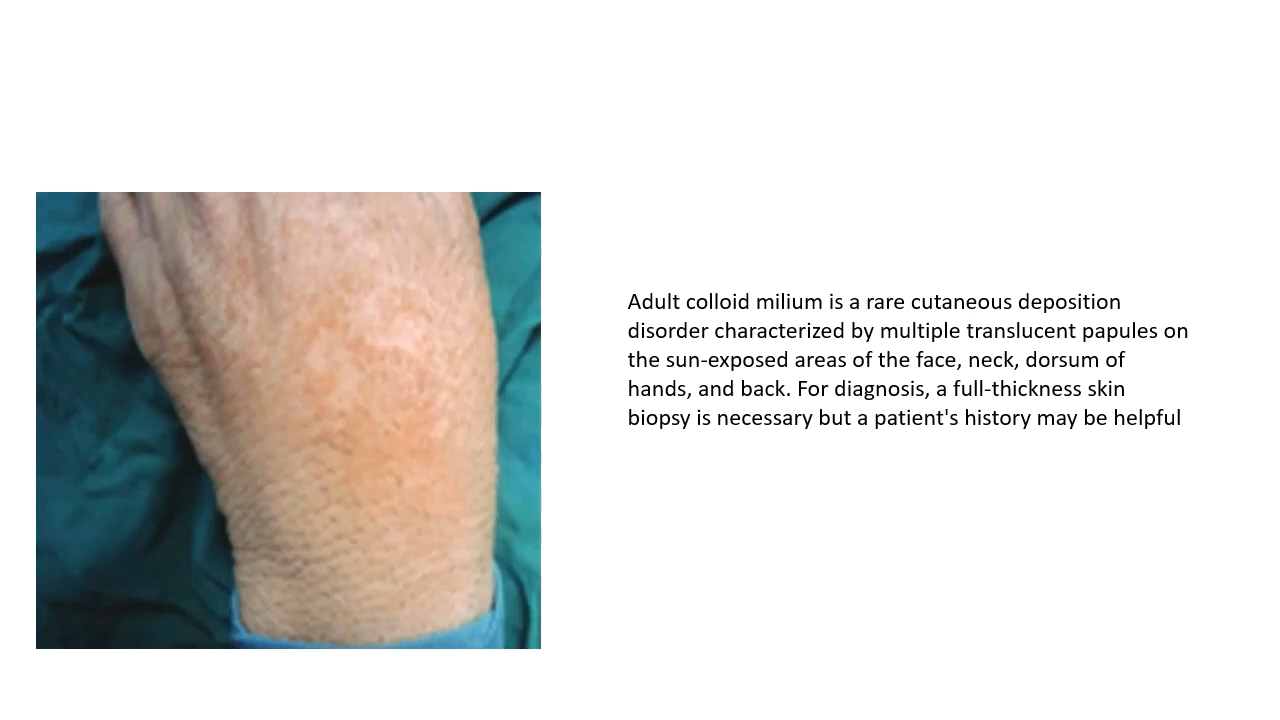 Adult colloid milium is a rare cutaneous deposition
disorder characterized by multiple translucent papules on
the sun-exposed areas of the face, neck, dorsum of
hands, and back. For diagnosis, a full-thickness skin
biopsy is necessary but a patient's history may be helpful